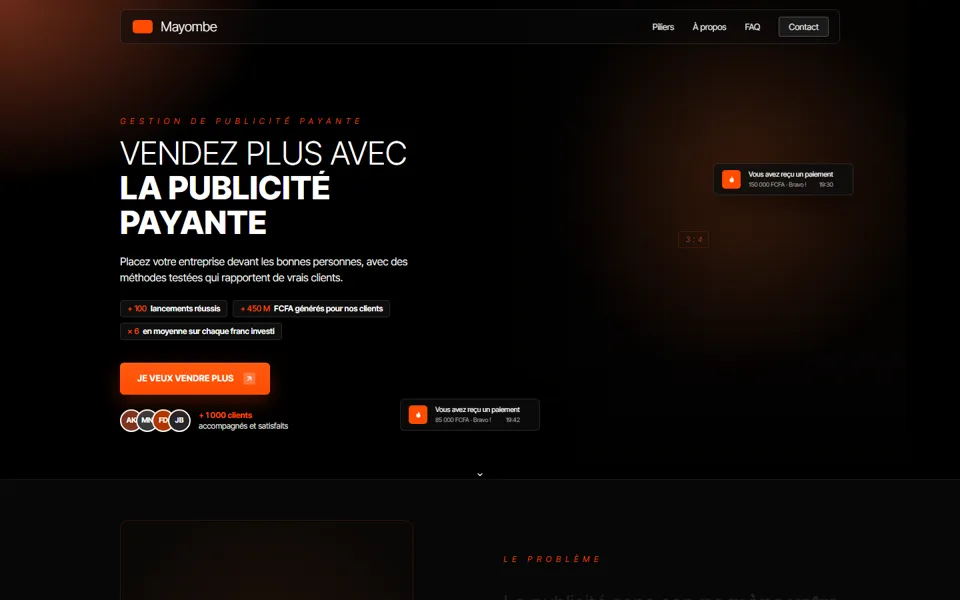 Mayombe
Piliers
À propos
FAQ
Contact
GESTION DE PUBLICITÉ PAYANTE
VENDEZ PLUS AVEC
LA PUBLICITÉ
PAYANTE
Placez votre entreprise devant les bonnes personnes, avec des
méthodes testées qui rapportent de vrais clients.
+ 100 lancements réussis
+ 450 M FCFA générés pour nos clients
× 6 en moyenne sur chaque franc investi
JE VEUX VENDRE PLUS
AK MN FD JB
+ 1 000 clients
accompagnés et satisfaits
Vous avez reçu un paiement
150 000 FCFA · Bravo ! 19:30
3 : 4
Vous avez reçu un paiement
85 000 FCFA · Bravo ! 19:42
LE PROBLÈME